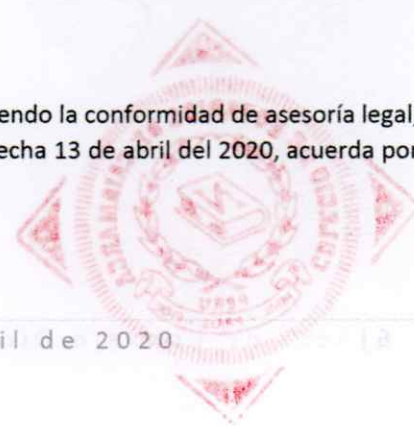 endo la conformidad de asesoría legal,
echa 13 de abril del 2020, acuerda por
il de 2020